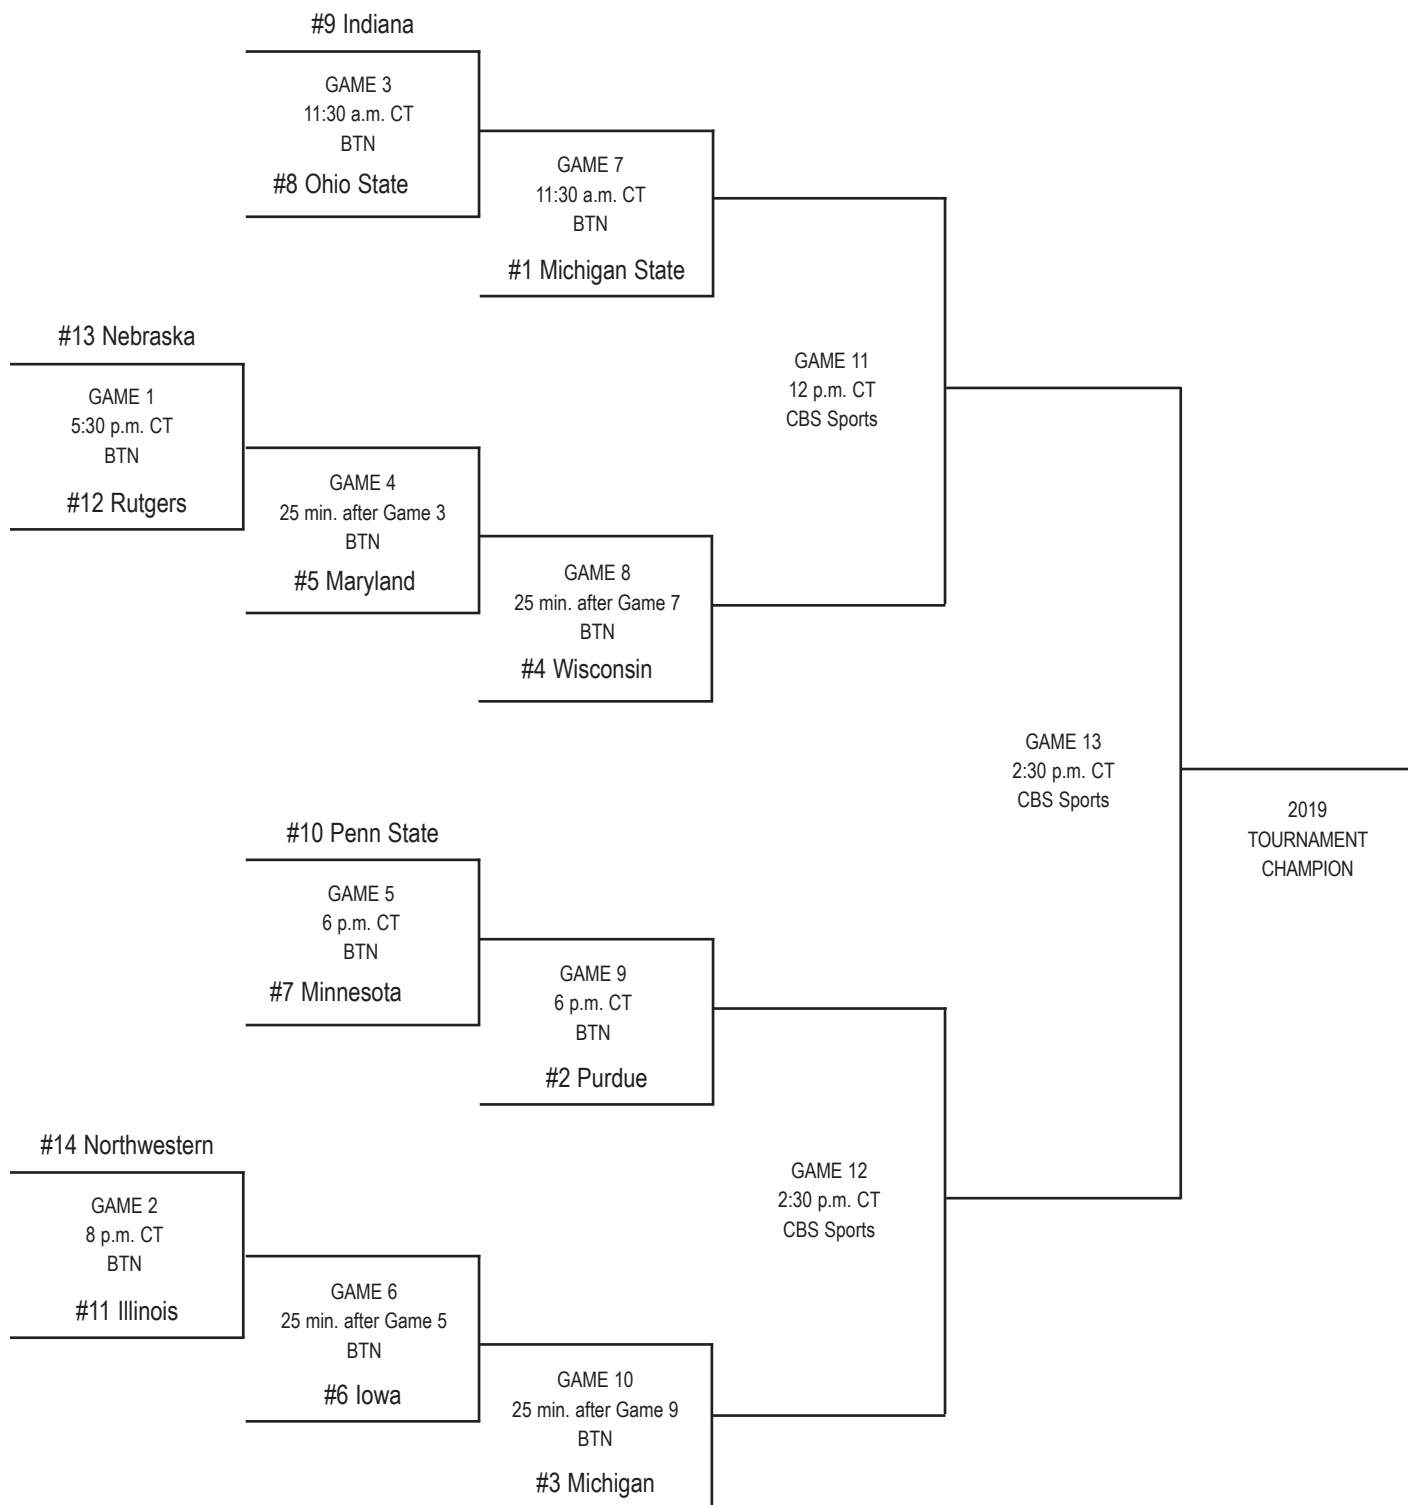 #9 Indiana
GAME 3
11:30 a.m. CT
BTN
#8 Ohio State
GAME 7
11:30 a.m. CT
BTN
#1 Michigan State
#13 Nebraska
GAME 1
5:30 p.m. CT
BTN
#12 Rutgers
GAME 4
25 min. after Game 3
BTN
#5 Maryland
GAME 8
25 min. after Game 7
BTN
#4 Wisconsin
GAME 11
12 p.m. CT
CBS Sports
#10 Penn State
GAME 5
6 p.m. CT
BTN
#7 Minnesota
GAME 9
6 p.m. CT
BTN
#2 Purdue
#14 Northwestern
GAME 2
8 p.m. CT
BTN
#11 Illinois
GAME 6
25 min. after Game 5
BTN
#6 Iowa
GAME 10
25 min. after Game 9
BTN
#3 Michigan
GAME 12
2:30 p.m. CT
CBS Sports
GAME 13
2:30 p.m. CT
CBS Sports
2019
TOURNAMENT
CHAMPION